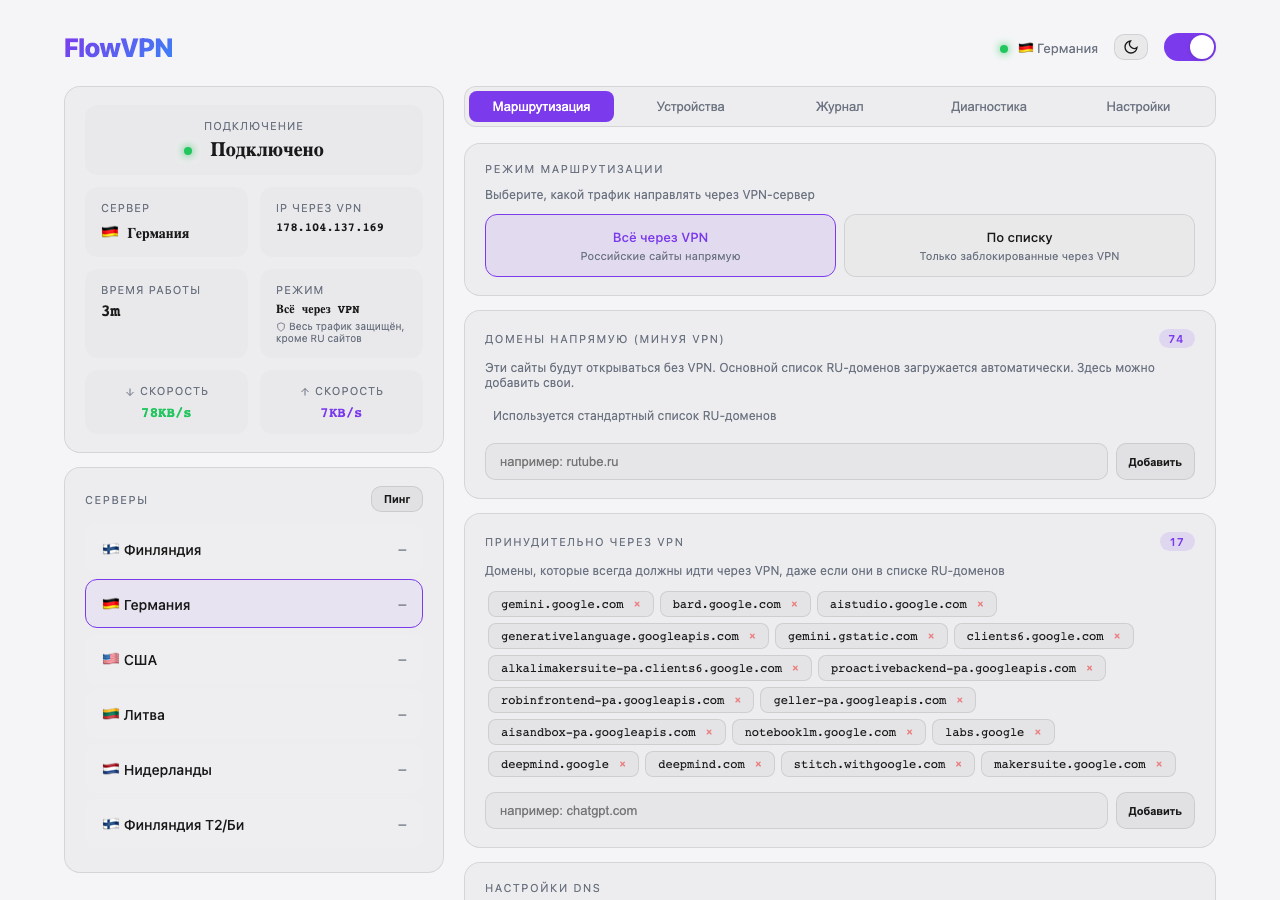 FlowVPN
Германия
ПОДКЛЮЧЕНИЕ
Подключено
СЕРВЕР
Германия
IP ЧЕРЕЗ VPN
178.104.137.169
ВРЕМЯ РАБОТЫ
3m
РЕЖИМ
Всё через VPN
Весь трафик защищён,
кроме RU сайтов
↓ СКОРОСТЬ
78KB/s
↑ СКОРОСТЬ
7KB/s
СЕРВЕРЫ
Пинг
Финляндия —
Германия —
США —
Литва —
Нидерланды —
Финляндия T2/Би —
Маршрутизация Устройства Журнал Диагностика Настройки
РЕЖИМ МАРШРУТИЗАЦИИ
Выберите, какой трафик направлять через VPN-сервер
Всё через VPN
Российские сайты напрямую
По списку
Только заблокированные через VPN
ДОМЕНЫ НАПРЯМУЮ (МИНУЯ VPN) 74
Эти сайты будут открываться без VPN. Основной список RU-доменов загружается автоматически. Здесь можно
добавить свои.
Используется стандартный список RU-доменов
например: rutube.ru Добавить
ПРИНУДИТЕЛЬНО ЧЕРЕЗ VPN 17
Домены, которые всегда должны идти через VPN, даже если они в списке RU-доменов
gemini.google.com × bard.google.com × aistudio.google.com ×
generativelanguage.googleapis.com × gemini.gstatic.com × clients6.google.com ×
alkalimakersuite-pa.clients6.google.com × proactivebackend-pa.googleapis.com ×
robinfrontend-pa.googleapis.com × geller-pa.googleapis.com ×
aisandbox-pa.googleapis.com × notebooklm.google.com × labs.google ×
deepmind.google × deepmind.com × stitch.withgoogle.com × makersuite.google.com ×
например: chatgpt.com Добавить
НАСТРОЙКИ DNS